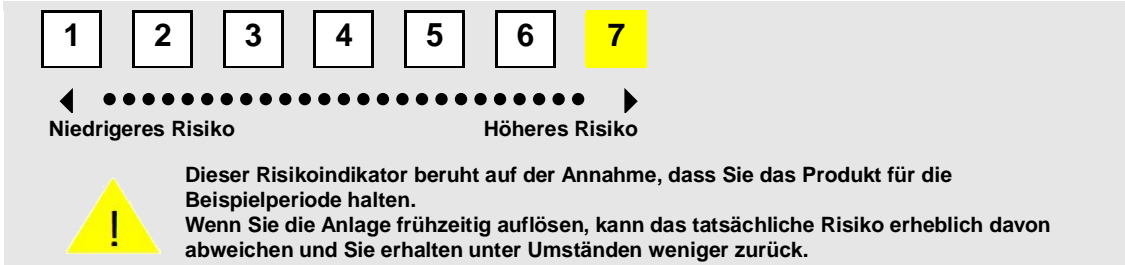 1 2 3 4 5 6 7
Niedrigeres Risiko Höheres Risiko
Dieser Risikoindikator beruht auf der Annahme, dass Sie das Produkt für die
Beispielperiode halten.
Wenn Sie die Anlage frühzeitig auflösen, kann das tatsächliche Risiko erheblich davon
abweichen und Sie erhalten unter Umständen weniger zurück.
!